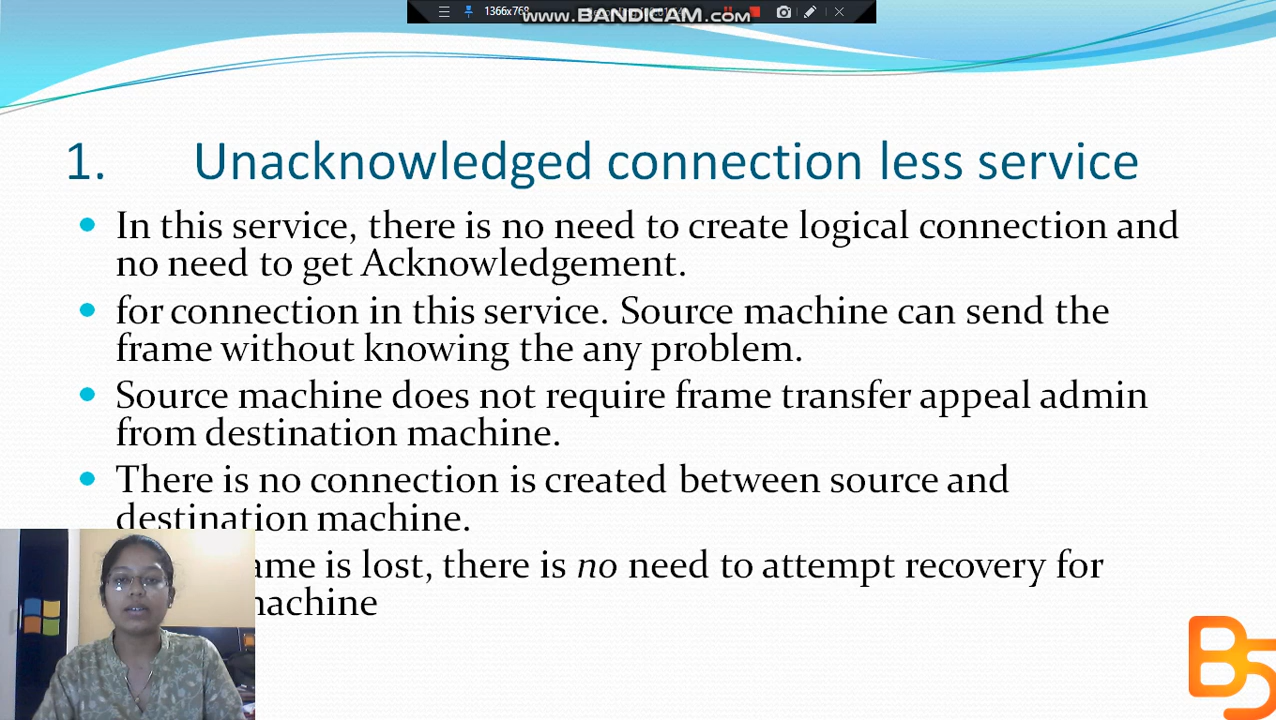 1366x768
www.BANDICAM.com
1. Unacknowledged connection less service
In this service, there is no need to create logical connection and
no need to get Acknowledgement.
for connection in this service. Source machine can send the
frame without knowing the any problem.
Source machine does not require frame transfer appeal admin
from destination machine.
There is no connection is created between source and
destination machine.
is lost, there is no need to attempt recovery for
machine
B5